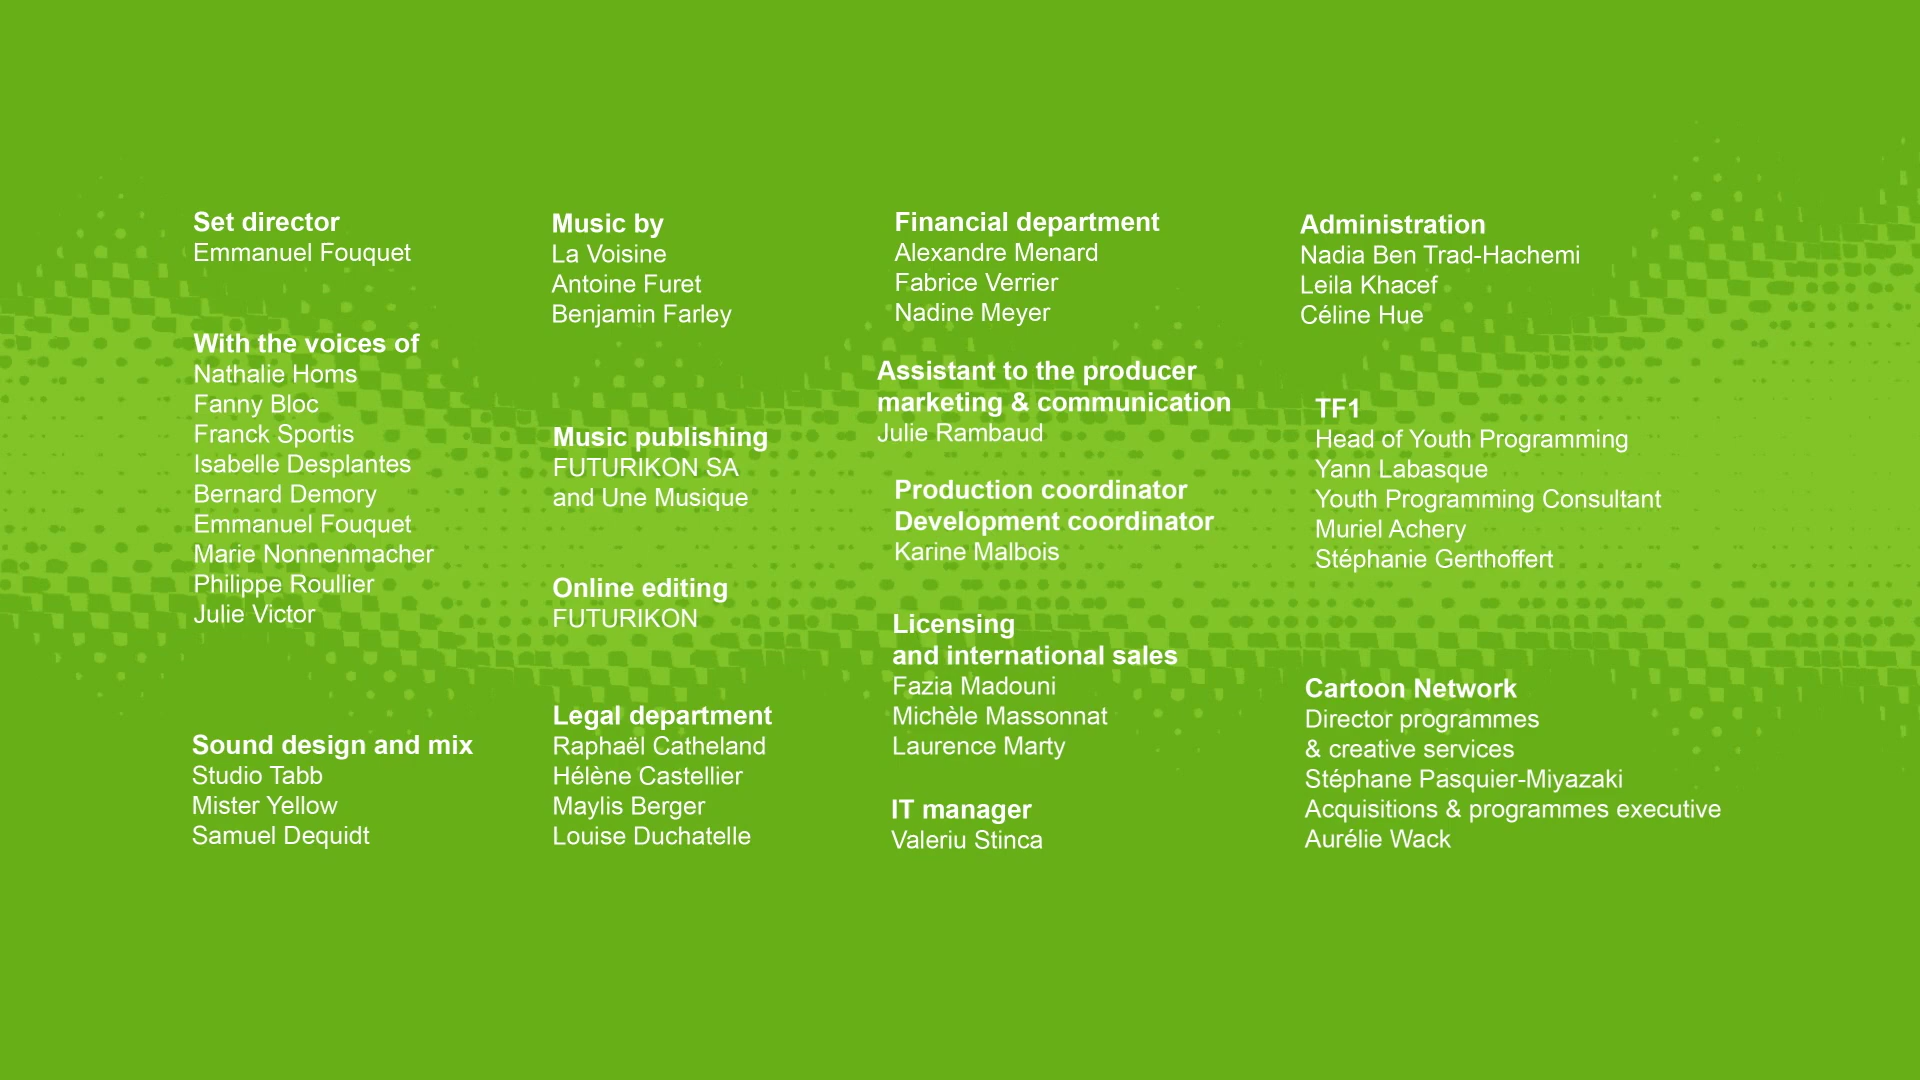 Set director
Emmanuel Fouquet
With the voices of
Nathalie Homs
Fanny Bloc
Franck Sportis
Isabelle Desplantes
Bernard Demory
Emmanuel Fouquet
Marie Nonnenmacher
Philippe Roullier
Julie Victor
Sound design and mix
Studio Tabb
Mister Yellow
Samuel Dequidt
Music by
La Voisine
Antoine Furet
Benjamin Farley
Music publishing
FUTURIKON SA
and Une Musique
Online editing
FUTURIKON
Legal department
Raphaël Catheland
Hélène Castellier
Maylis Berger
Louise Duchatelle
Financial department
Alexandre Menard
Fabrice Verrier
Nadine Meyer
Assistant to the producer
marketing & communication
Julie Rambaud
Production coordinator
Development coordinator
Karine Malbois
Licensing
and international sales
Fazia Madouni
Michèle Massonnat
Laurence Marty
IT manager
Valeriu Stinca
Administration
Nadia Ben Trad-Hachemi
Leila Khacef
Céline Hue
TF1
Head of Youth Programming
Yann Labasque
Youth Programming Consultant
Muriel Achery
Stéphanie Gerthoffert
Cartoon Network
Director programmes
& creative services
Stéphane Pasquier-Miyazaki
Acquisitions & programmes executive
Aurélie Wack